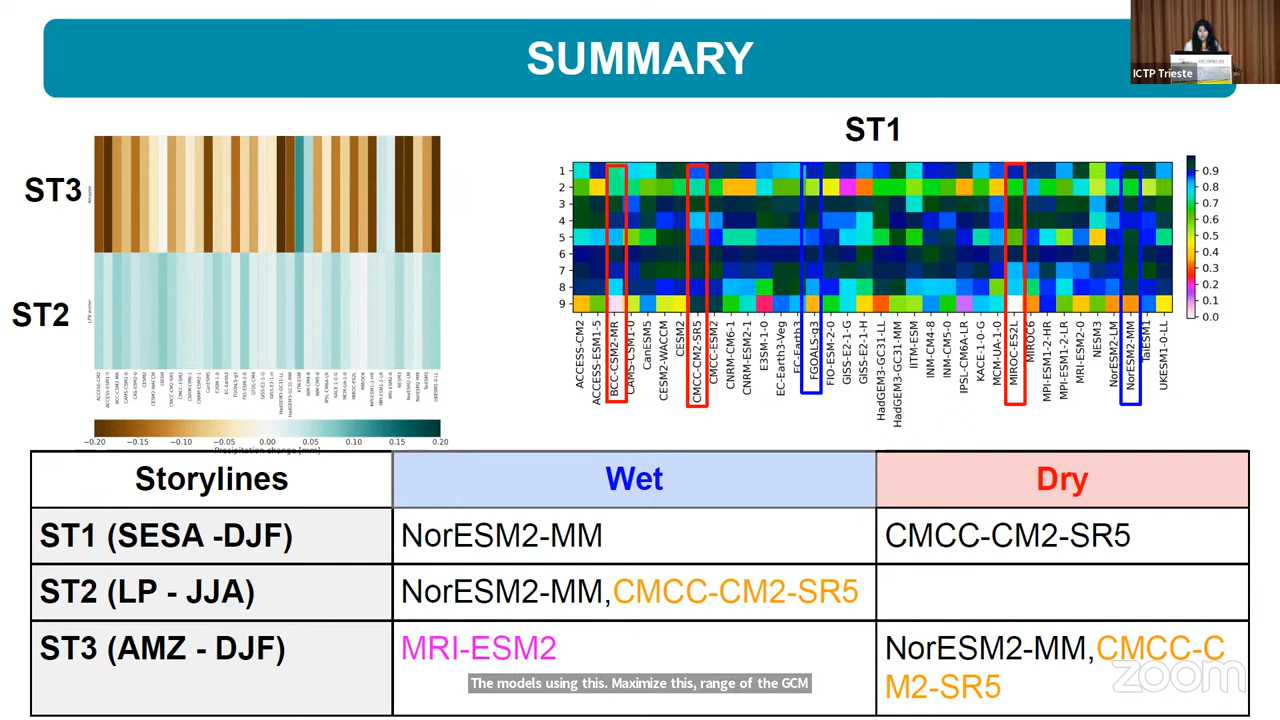 SUMMARY
ICTP Trieste
ST1
ST3
ST2
Amazon
LPB winter
-0.20 -0.15 -0.10 -0.05 0.00 0.05 0.10 0.15 0.20
Precipitation change [mm]
1
2
3
4
5
6
7
8
9
0.9
0.8
0.7
0.6
0.5
0.4
0.3
0.2
0.1
0.0
ACCESS-CM2
ACCESS-ESM1-5
BCC-CSM2-MR
CAMS-CSM1-0
CanESM5
CESM2-WACCM
CESM2
CMCC-CM2-SR5
CMCC-ESM2
CNRM-CM6-1
CNRM-ESM2-1
E3SM-1-0
EC-Earth3-Veg
EC-Earth3
FGOALS-g3
FIO-ESM-2-0
GISS-E2-1-G
GISS-E2-1-H
HadGEM3-GC31-LL
HadGEM3-GC31-MM
IITM-ESM
INM-CM4-8
INM-CM5-0
IPSL-CM6A-LR
KACE-1-0-G
MCM-UA-1-0
MIROC-ES2L
MIROC6
MPI-ESM1-2-HR
MPI-ESM1-2-LR
MRI-ESM2-0
NESM3
NorESM2-LM
NorESM2-MM
TaiESM1
UKESM1-0-LL
Storylines Wet Dry
ST1 (SESA -DJF) NorESM2-MM CMCC-CM2-SR5
ST2 (LP - JJA) NorESM2-MM,CMCC-CM2-SR5
ST3 (AMZ - DJF) MRI-ESM2 NorESM2-MM,CMCC-C
M2-SR5
zoom
The models using this. Maximize this, range of the GCM